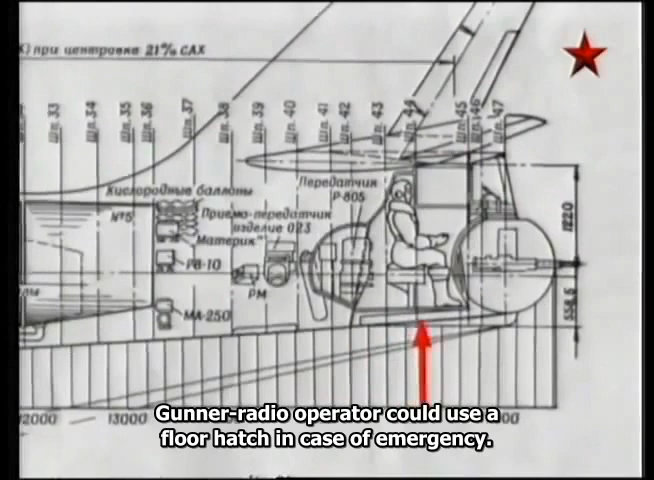 ) при центровке 21% САХ
Шп. 33
Шп. 34
Шп. 35
Шп. 36
Шп. 37
Шп. 38
Шп. 39
Шп. 40
Шп. 41
Шп. 42
Шп. 43
Шп. 44
Шп. 45
Шп. 46
Шп. 47
Кислородные баллоны
№5
Передатчик
Р-805
Приемо-передатчик
изделие 023
"Материк"
РВ-10
РМ
МА-250
1220
558,5
12000
13000
Gunner-radio operator could use a
floor hatch in case of emergency.